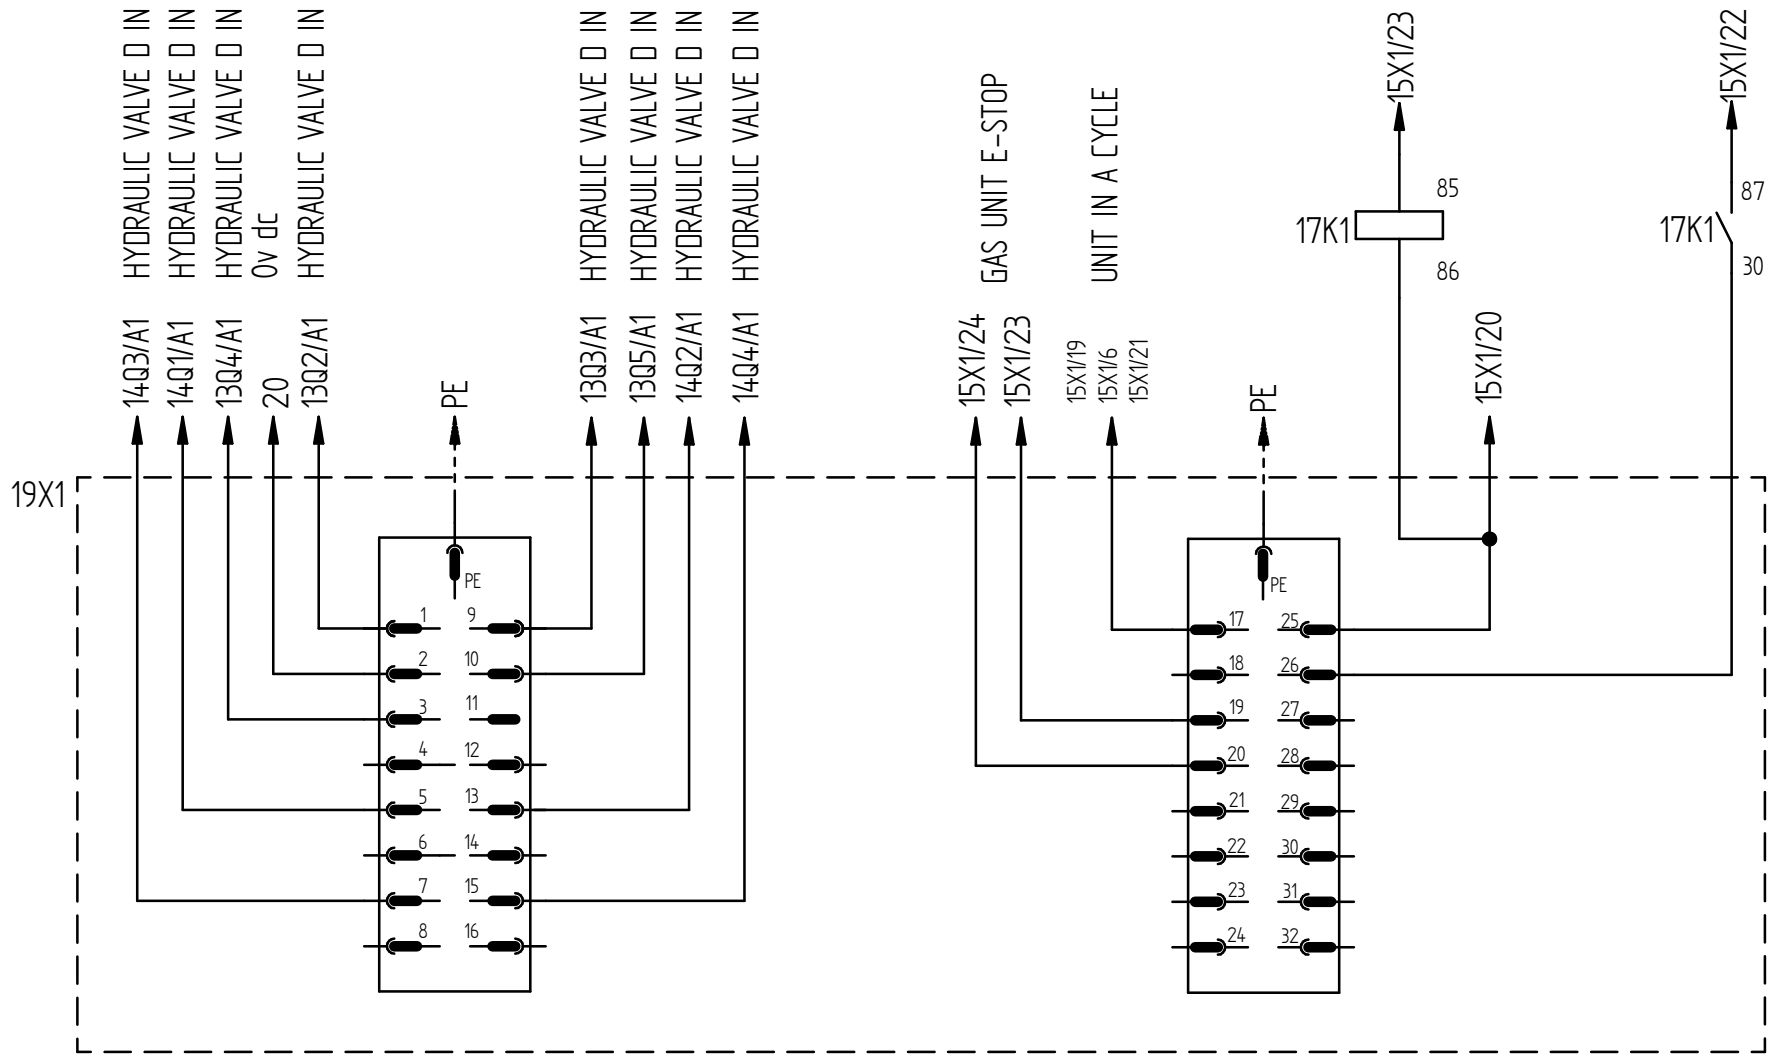 HYDRAULIC VALVE D IN
HYDRAULIC VALVE D IN
HYDRAULIC VALVE D IN
0v dc
HYDRAULIC VALVE D IN
HYDRAULIC VALVE D IN
HYDRAULIC VALVE D IN
HYDRAULIC VALVE D IN
HYDRAULIC VALVE D IN
GAS UNIT E-STOP
UNIT IN A CYCLE
15X1/23
15X1/22
85
17K1
86
87
17K1
30
14Q3/A1
14Q1/A1
13Q4/A1
20
13Q2/A1
PE
13Q3/A1
13Q5/A1
14Q2/A1
14Q4/A1
15X1/24
15X1/23
15X1/19
15X1/6
15X1/21
PE
15X1/20
19X1
PE
1 9
2 10
3 11
4 12
5 13
6 14
7 15
8 16
PE
17 25
18 26
19 27
20 28
21 29
22 30
23 31
24 32